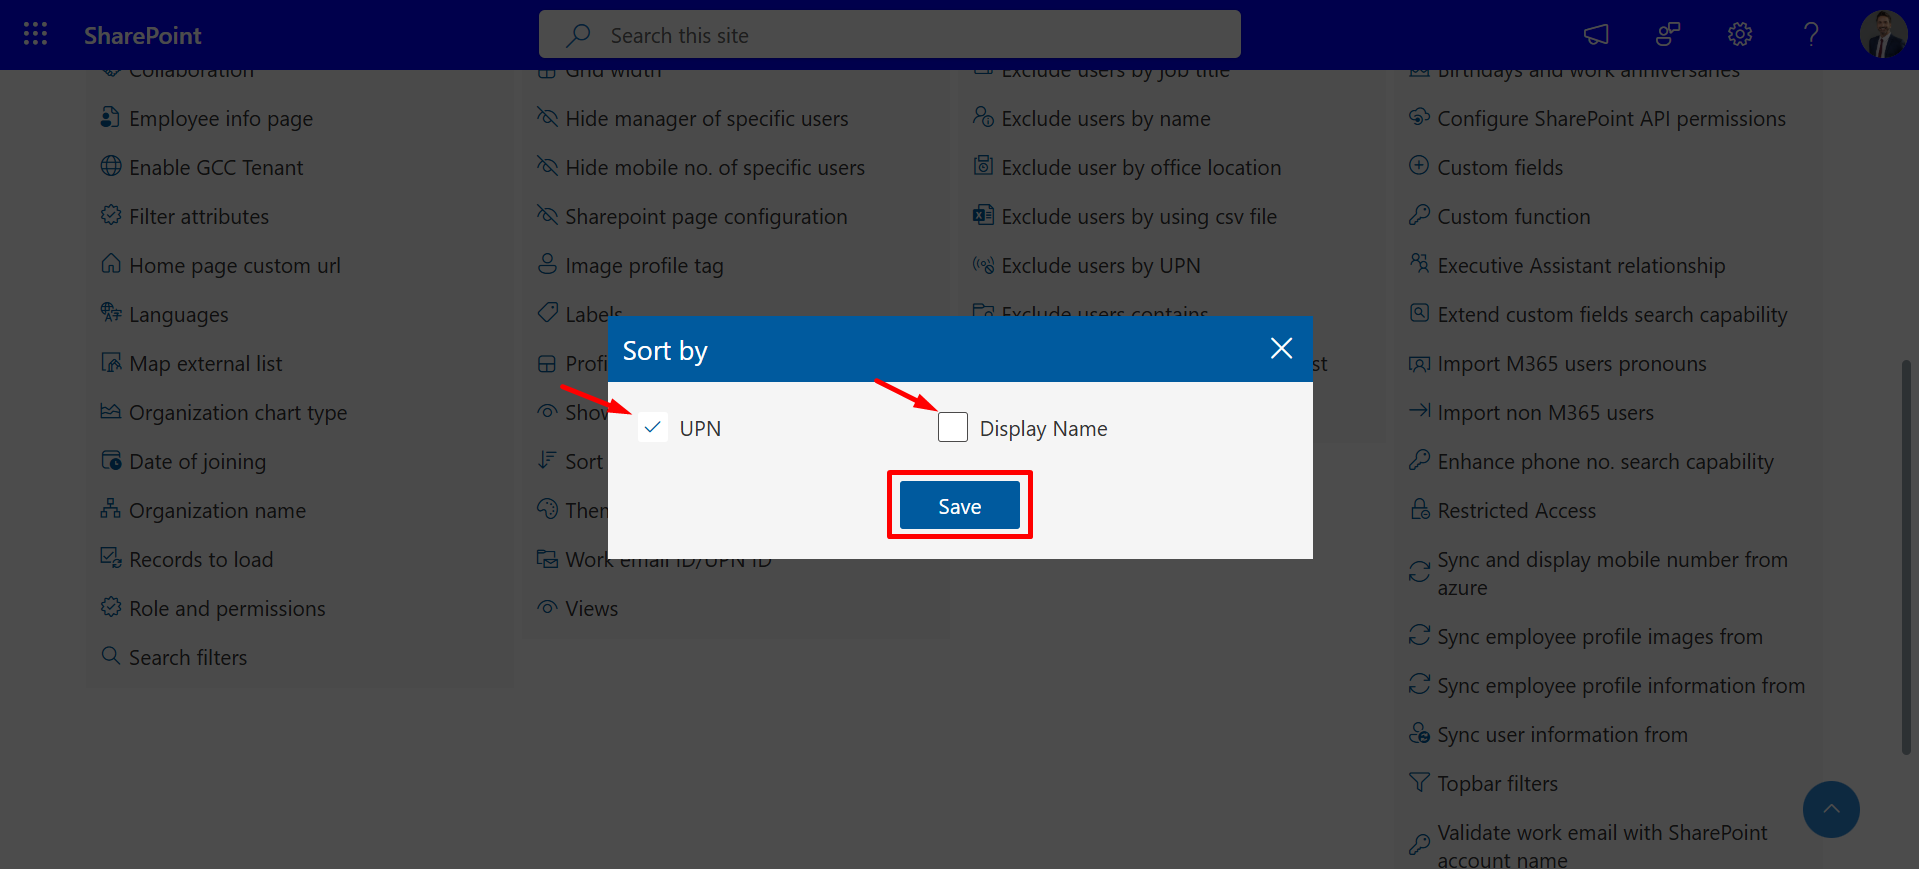 SharePoint
Search this site
Collaboration
Employee info page
Enable GCC Tenant
Filter attributes
Home page custom url
Languages
Map external list
Organization chart type
Date of joining
Organization name
Records to load
Role and permissions
Search filters
Grid width
Hide manager of specific users
Hide mobile no. of specific users
Sharepoint page configuration
Image profile tag
Labels
Sort
Work email ID/UPN ID
Views
Exclude users by job title
Exclude users by name
Exclude user by office location
Exclude users by using csv file
Exclude users by UPN
Exclude users contains
Birthdays and work anniversaries
Configure SharePoint API permissions
Custom fields
Custom function
Executive Assistant relationship
Extend custom fields search capability
Import M365 users pronouns
Import non M365 users
Enhance phone no. search capability
Restricted Access
Sync and display mobile number from
azure
Sync employee profile images from
Sync employee profile information from
Sync user information from
Topbar filters
Validate work email with SharePoint
account name
Sort by
UPN
Display Name
Save